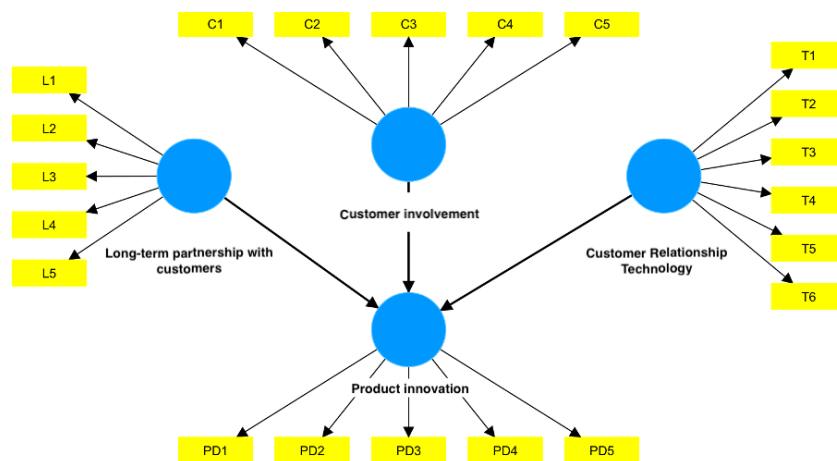 C1
C2
C3
C4
C5
L1
L2
L3
L4
L5
T1
T2
T3
T4
T5
T6
Customer involvement
Long-term partnership with
customers
Customer Relationship
Technology
Product innovation
PD1
PD2
PD3
PD4
PD5